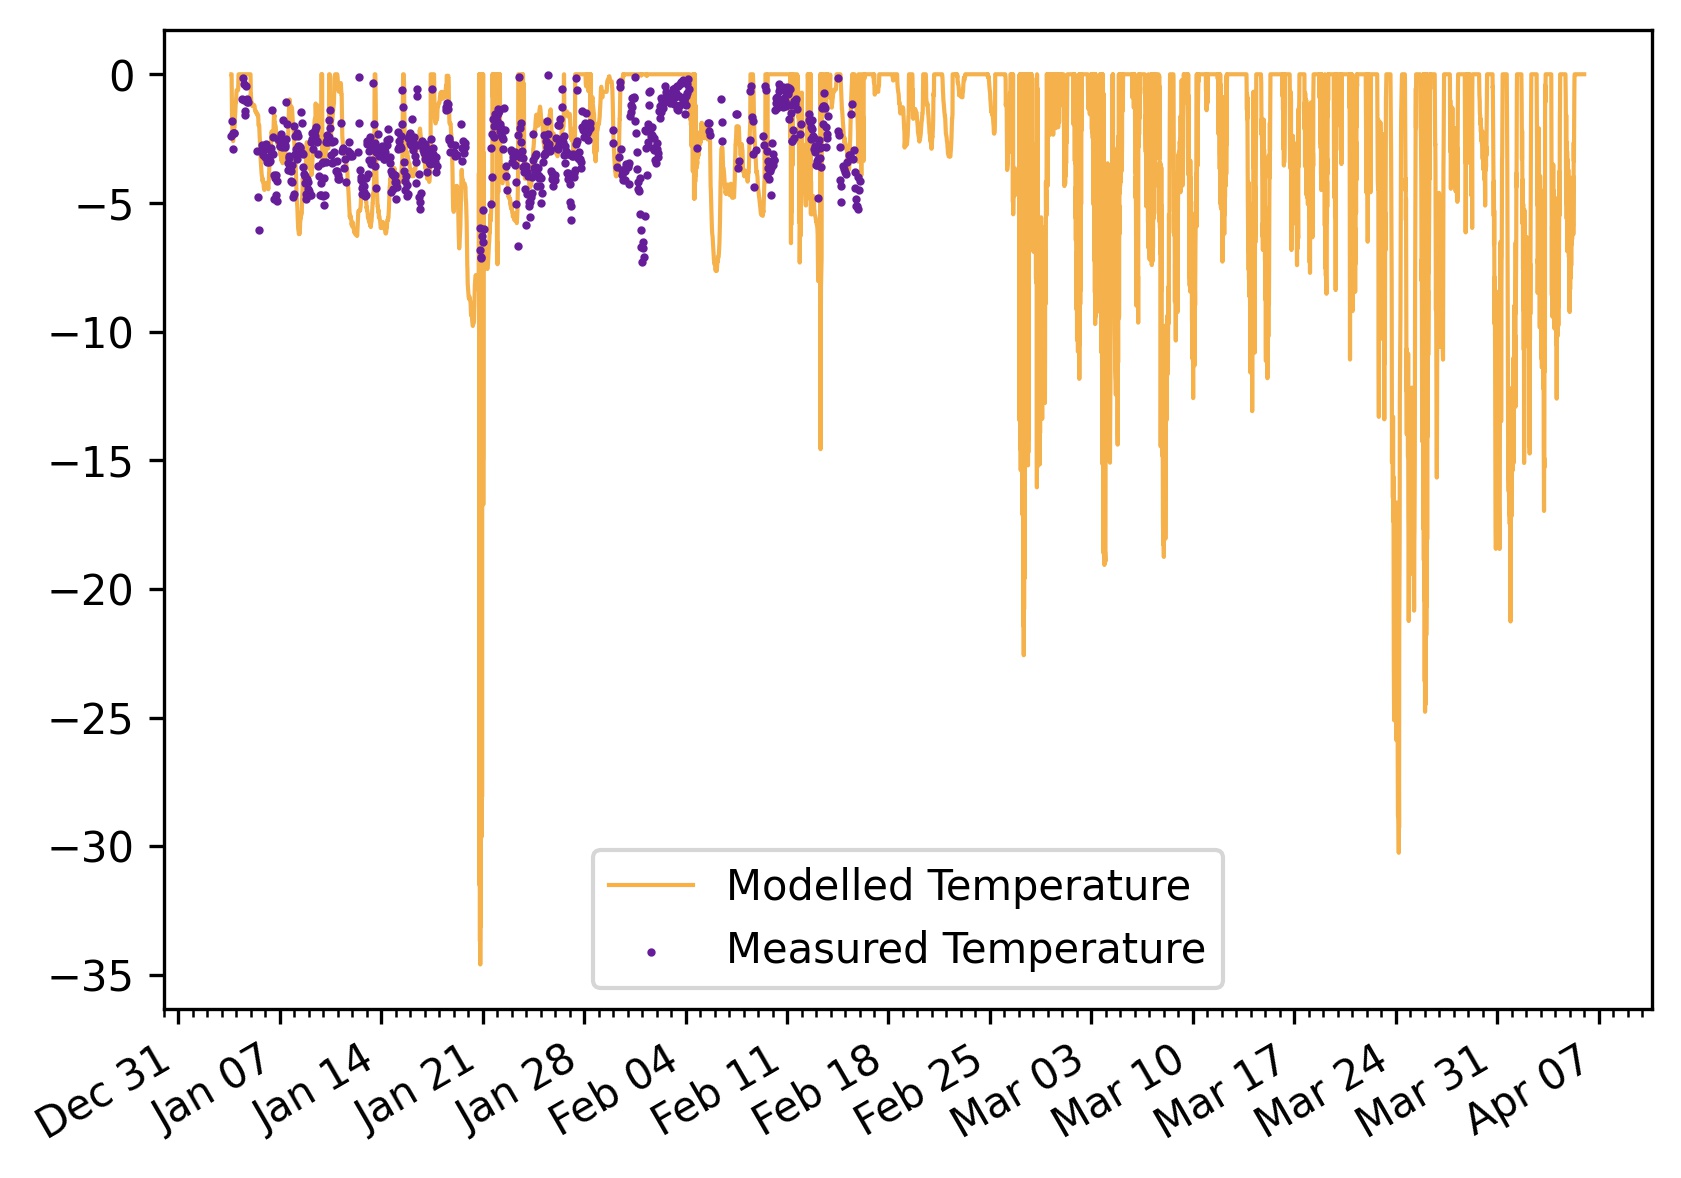 0
−5
−10
−15
−20
−25
−30
−35
Modelled Temperature
Measured Temperature
Dec 31
Jan 07
Jan 14
Jan 21
Jan 28
Feb 04
Feb 11
Feb 18
Feb 25
Mar 03
Mar 10
Mar 17
Mar 24
Mar 31
Apr 07